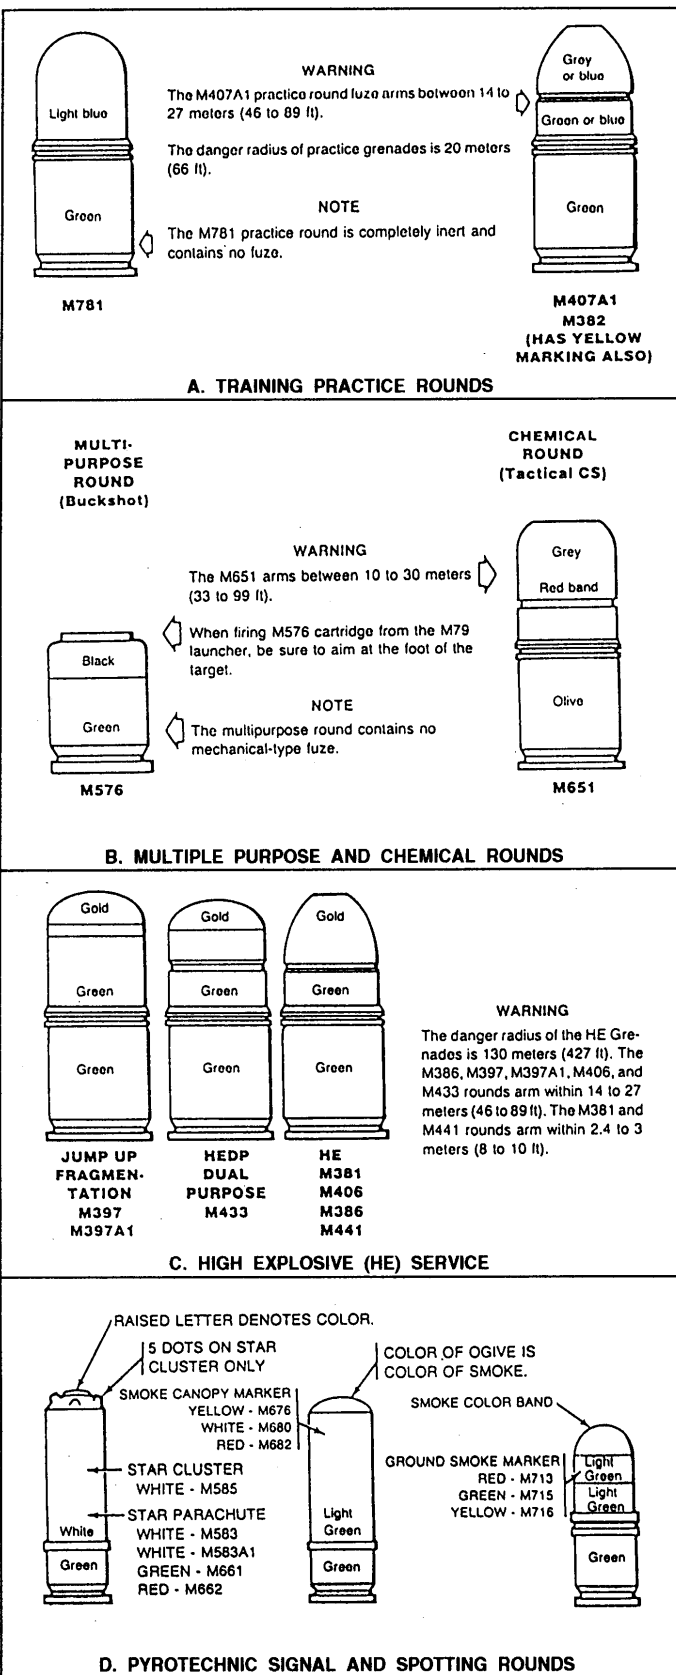 Light blue
Green
M781
WARNING
The M407A1 practice round fuze arms between 14 to
27 meters (46 to 89 ft).
The danger radius of practice grenades is 20 meters
(66 ft).
NOTE
The M781 practice round is completely inert and
contains no fuze.
Grey
or blue
Green or blue
Green
M407A1
M382
(HAS YELLOW
MARKING ALSO)
A. TRAINING PRACTICE ROUNDS
MULTI-
PURPOSE
ROUND
(Buckshot)
Black
Green
M576
WARNING
The M651 arms between 10 to 30 meters
(33 to 99 ft).
When firing M576 cartridge from the M79
launcher, be sure to aim at the foot of the
target.
NOTE
The multipurpose round contains no
mechanical-type fuze.
CHEMICAL
ROUND
(Tactical CS)
Grey
Red band
Olive
M651
B. MULTIPLE PURPOSE AND CHEMICAL ROUNDS
Gold
Green
Green
JUMP UP
FRAGMEN-
TATION
M397
M397A1
Gold
Green
Green
HEDP
DUAL
PURPOSE
M433
Gold
Green
Green
HE
M381
M406
M386
M441
WARNING
The danger radius of the HE Gre-
nades is 130 meters (427 ft). The
M386, M397, M397A1, M406, and
M433 rounds arm within 14 to 27
meters (46 to 89 ft). The M381 and
M441 rounds arm within 2.4 to 3
meters (8 to 10 ft).
C. HIGH EXPLOSIVE (HE) SERVICE
RAISED LETTER DENOTES COLOR.
5 DOTS ON STAR
CLUSTER ONLY
STAR CLUSTER
WHITE - M585
STAR PARACHUTE
WHITE - M583
WHITE - M583A1
GREEN - M661
RED - M662
White
Green
SMOKE CANOPY MARKER
YELLOW - M676
WHITE - M680
RED - M682
COLOR OF OGIVE IS
COLOR OF SMOKE.
Light
Green
Green
SMOKE COLOR BAND
GROUND SMOKE MARKER
RED - M713
GREEN - M715
YELLOW - M716
Light
Green
Light
Green
Green
D. PYROTECHNIC SIGNAL AND SPOTTING ROUNDS